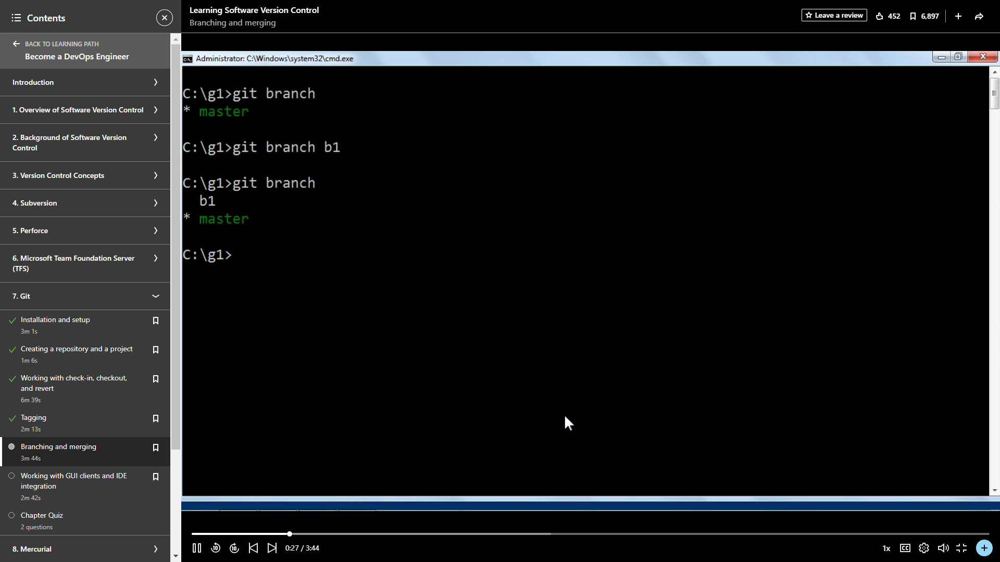 Contents
BACK TO LEARNING PATH
Become a DevOps Engineer
Introduction
1. Overview of Software Version Control
2. Background of Software Version
Control
3. Version Control Concepts
4. Subversion
5. Perforce
6. Microsoft Team Foundation Server
(TFS)
7. Git
Installation and setup
3m 1s
Creating a repository and a project
1m 6s
Working with check-in, checkout,
and revert
6m 39s
Tagging
2m 13s
Branching and merging
3m 44s
Working with GUI clients and IDE
integration
2m 42s
Chapter Quiz
2 questions
8. Mercurial
Learning Software Version Control
Branching and merging
Leave a review
452
6,897
Administrator: C:\Windows\system32\cmd.exe
C:\g1>git branch
* master
C:\g1>git branch b1
C:\g1>git branch
b1
* master
C:\g1>
10
10
0:27 / 3:44
1x
CC